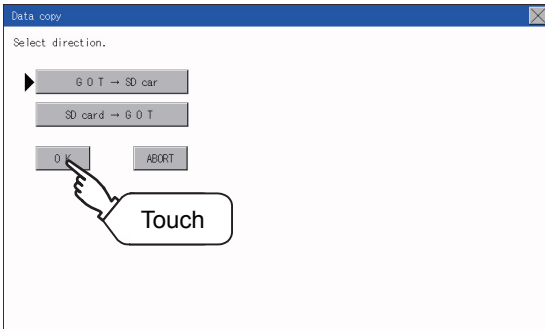 Data copy
Select direction.
G O T → SD car
SD card → G O T
O K ABORT
Touch